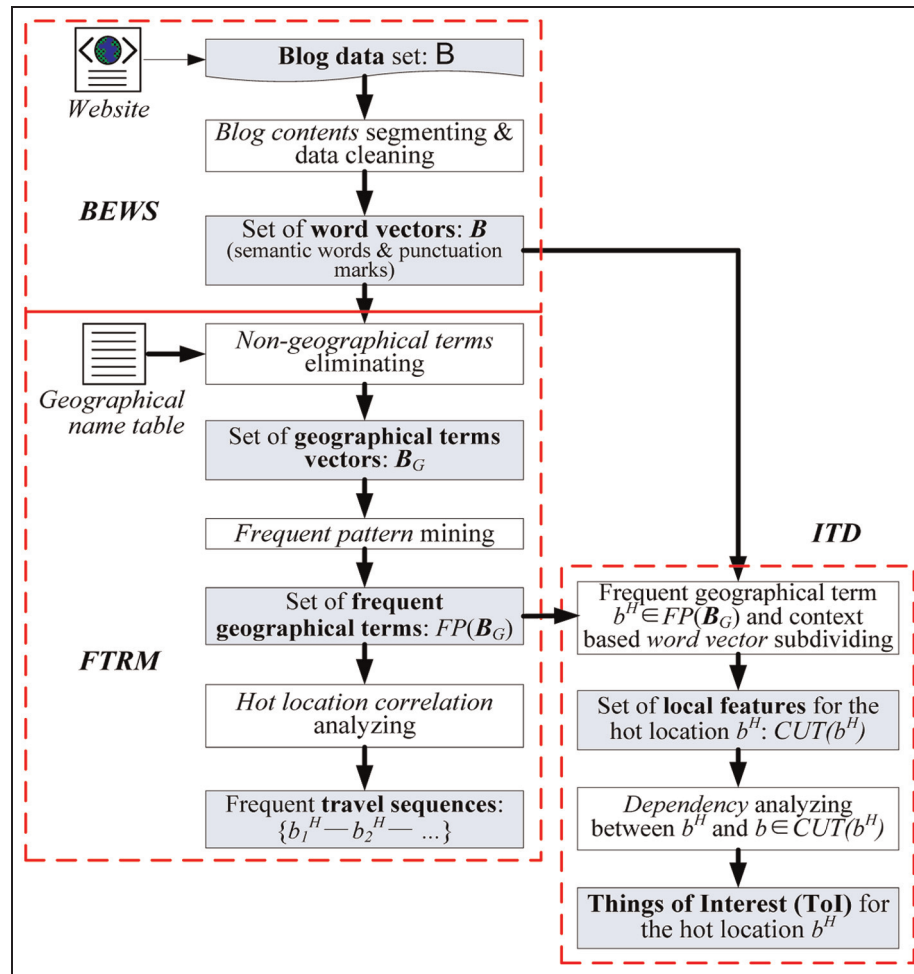 Website
Blog data set: B
Blog contents segmenting &
data cleaning
BEWS
Set of word vectors: B
(semantic words & punctuation
marks)
Geographical
name table
Non-geographical terms
eliminating
Set of geographical terms
vectors: B_G
Frequent pattern mining
Set of frequent
geographical terms: FP(B_G)
FTRM
Hot location correlation
analyzing
Frequent travel sequences:
{b₁ᴴ — b₂ᴴ — ...}
ITD
Frequent geographical term
bᴴ ∈ FP(B_G) and context
based word vector subdividing
Set of local features for the
hot location bᴴ: CUT(bᴴ)
Dependency analyzing
between bᴴ and b ∈ CUT(bᴴ)
Things of Interest (ToI) for
the hot location bᴴ